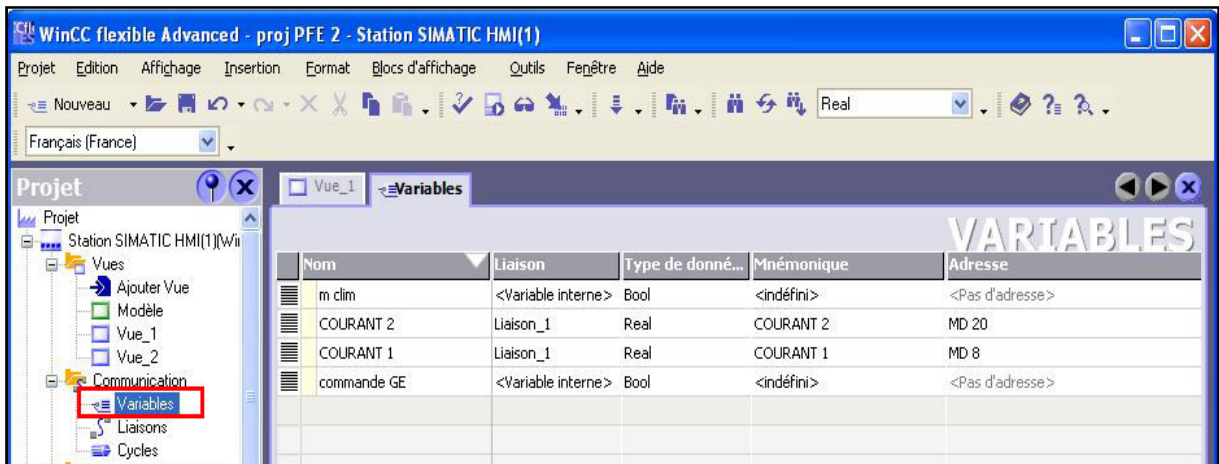 WinCC flexible Advanced - proj PFE 2 - Station SIMATIC HMI(1)
Projet Edition Affichage Insertion Format Blocs d'affichage Outils Fenêtre Aide
Nouveau Real
Français (France)
Projet
Vue_1 Variables
Projet
Station SIMATIC HMI(1)(Wi
Vues
Ajouter Vue
Modèle
Vue_1
Vue_2
Communication
Variables
Liaisons
Cycles
VARIABLES
Nom Liaison Type de donné... Mnémonique Adresse
m clim <Variable interne> Bool <indéfini> <Pas d'adresse>
COURANT 2 Liaison_1 Real COURANT 2 MD 20
COURANT 1 Liaison_1 Real COURANT 1 MD 8
commande GE <Variable interne> Bool <indéfini> <Pas d'adresse>